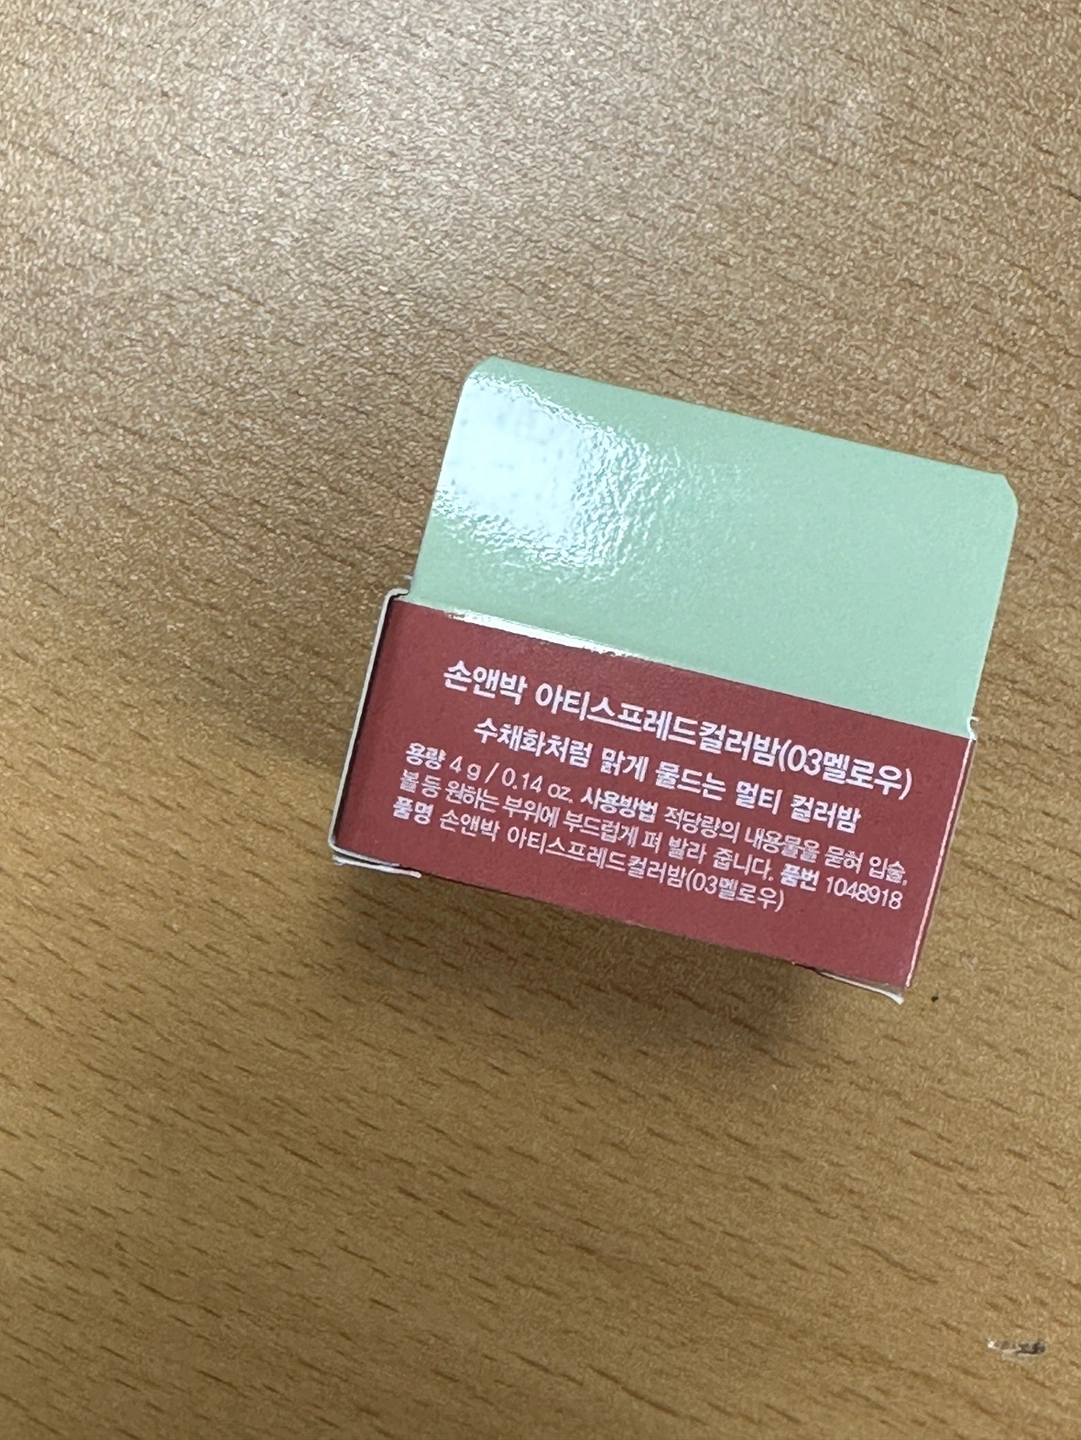 손앤박 아티스프레드컬러밤(03멜로우)
수채화처럼 맑게 물드는 멀티 컬러밤
용량 4 g / 0.14 oz. 사용방법 적당량의 내용물을 묻혀 입술,
볼 등 원하는 부위에 부드럽게 펴 발라 줍니다. 품번 1048918
품명 손앤박 아티스프레드컬러밤(03멜로우)